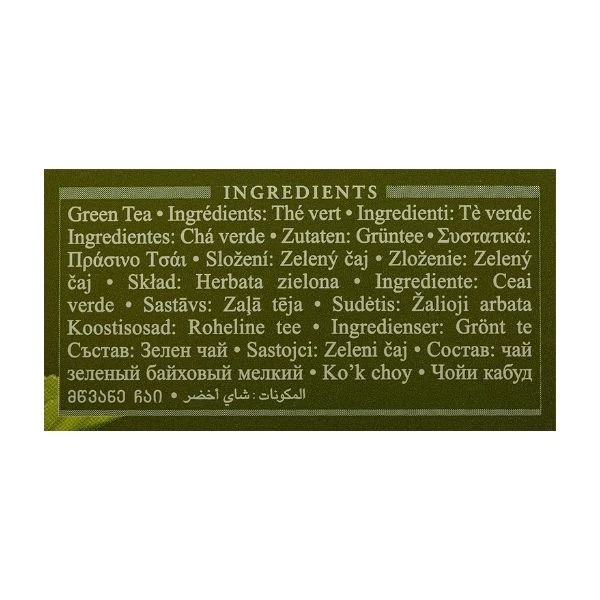 INGREDIENTS
Green Tea • Ingrédients: Thé vert • Ingredienti: Tè verde
Ingredientes: Chá verde • Zutaten: Grüntee • Συστατικά:
Πράσινο Τσάι • Složení: Zelený čaj • Zloženie: Zelený
čaj • Skład: Herbata zielona • Ingrediente: Ceai
verde • Sastāvs: Zaļā tēja • Sudėtis: Žalioji arbata
Koostisosad: Roheline tee • Ingredienser: Grönt te
Състав: Зелен чай • Sastojci: Zeleni čaj • Состав: чай
зеленый байховый мелкий • Ko'k choy • Чойи кабуд
მწვანე ჩაი • المكونات : شاي أخضر